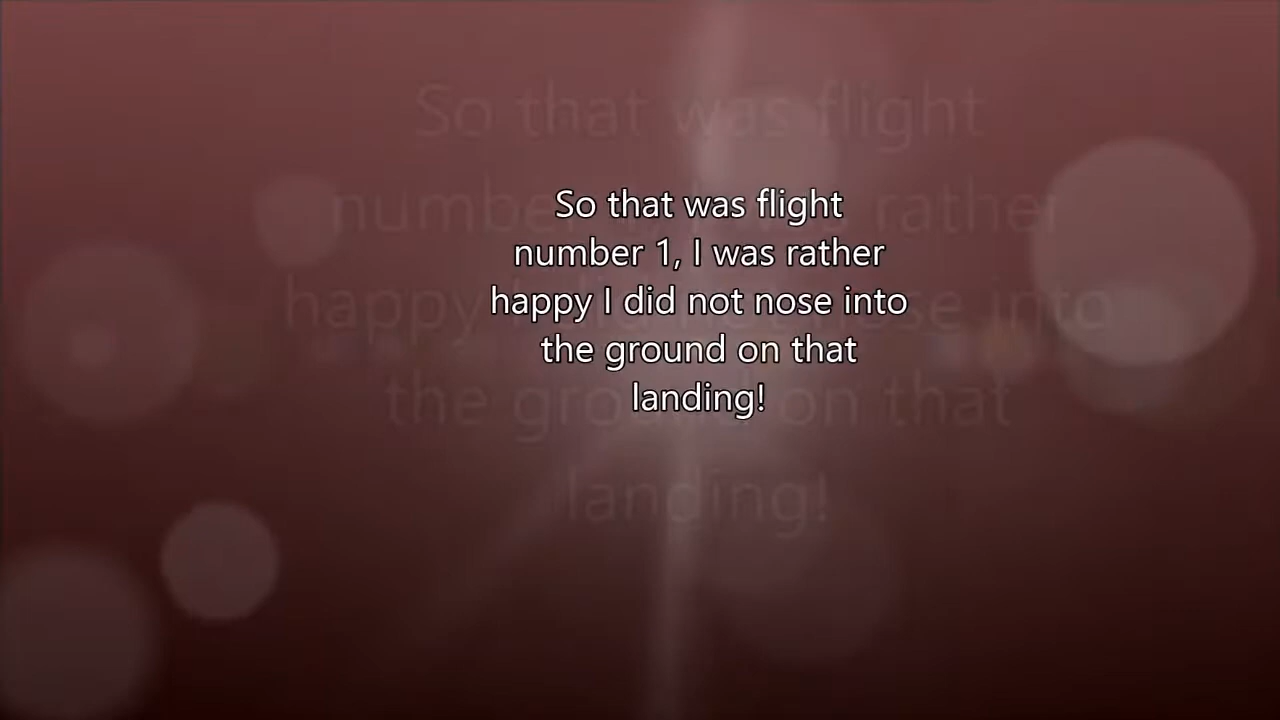 So that was flight
number 1, I was rather
happy I did not nose into
the ground on that
landing!